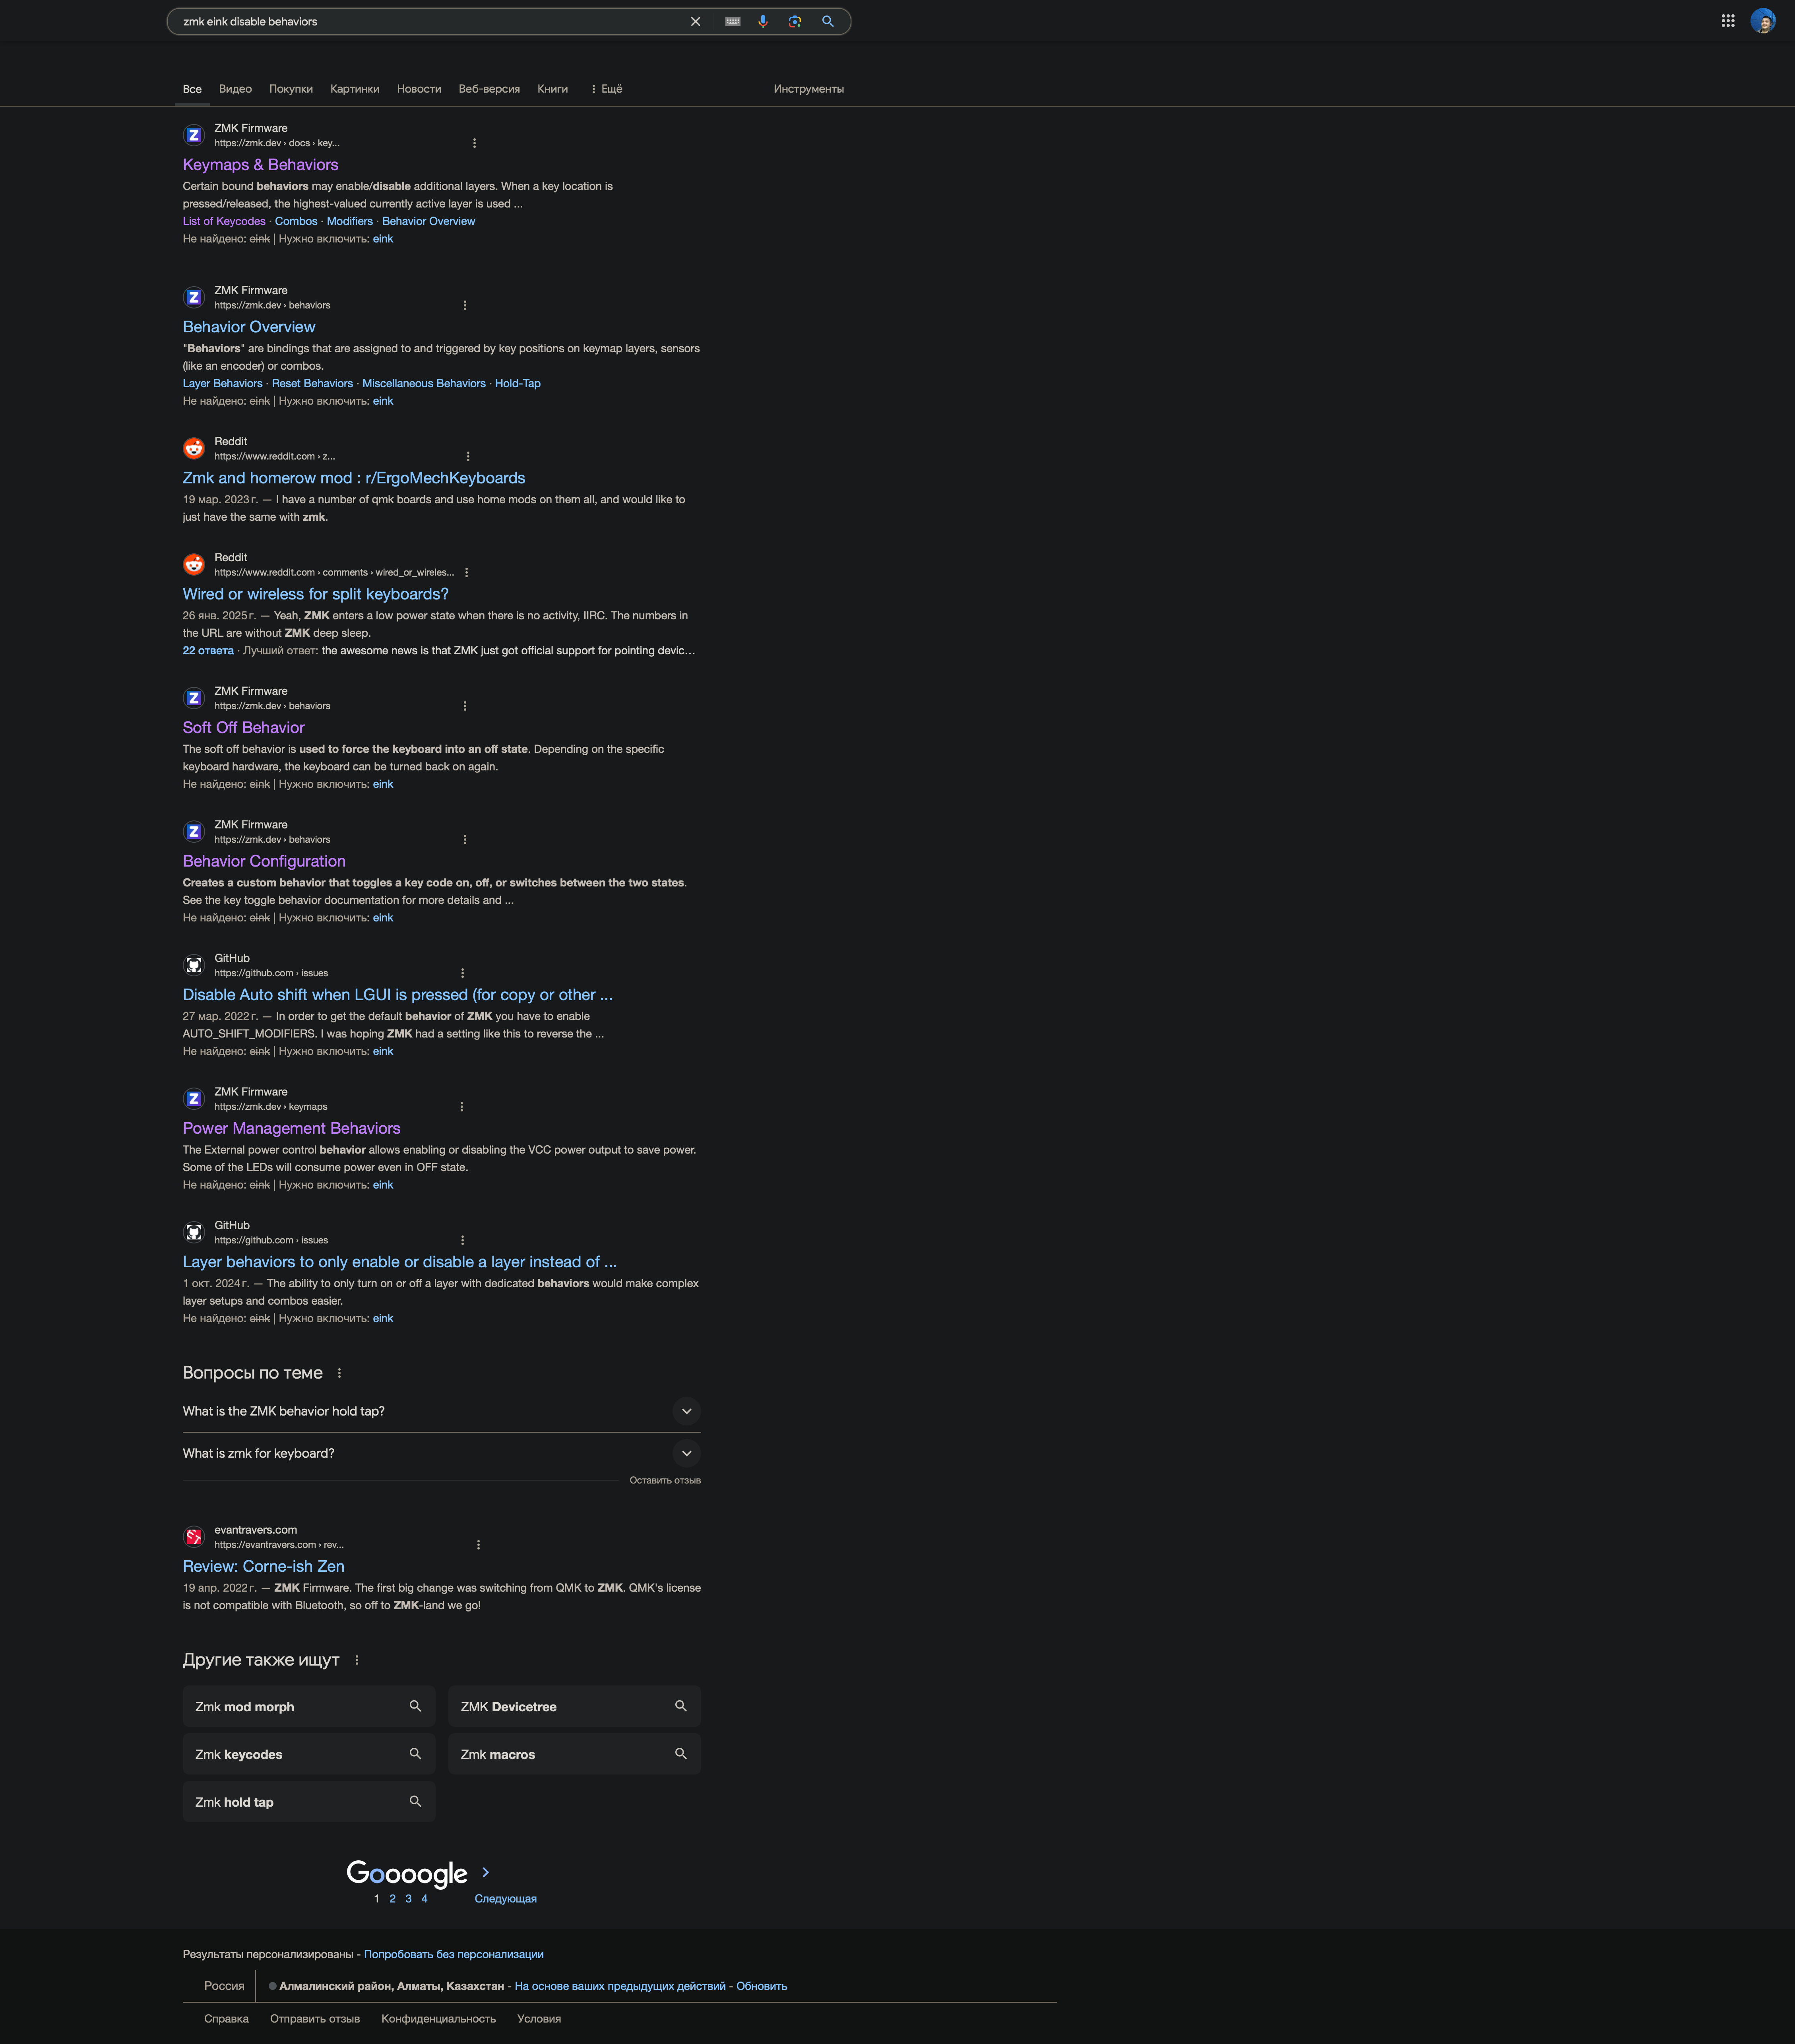 zmk eink disable behaviors
Все Видео Покупки Картинки Новости Веб-версия Книги Ещё Инструменты
ZMK Firmware
https://zmk.dev › docs › key...
Keymaps & Behaviors
Certain bound behaviors may enable/disable additional layers. When a key location is
pressed/released, the highest-valued currently active layer is used ...
List of Keycodes · Combos · Modifiers · Behavior Overview
Не найдено: eink | Нужно включить: eink
ZMK Firmware
https://zmk.dev › behaviors
Behavior Overview
"Behaviors" are bindings that are assigned to and triggered by key positions on keymap layers, sensors
(like an encoder) or combos.
Layer Behaviors · Reset Behaviors · Miscellaneous Behaviors · Hold-Tap
Не найдено: eink | Нужно включить: eink
Reddit
https://www.reddit.com › z...
Zmk and homerow mod : r/ErgoMechKeyboards
19 мар. 2023 г. — I have a number of qmk boards and use home mods on them all, and would like to
just have the same with zmk.
Reddit
https://www.reddit.com › comments › wired_or_wireles...
Wired or wireless for split keyboards?
26 янв. 2025 г. — Yeah, ZMK enters a low power state when there is no activity, IIRC. The numbers in
the URL are without ZMK deep sleep.
22 ответа · Лучший ответ: the awesome news is that ZMK just got official support for pointing devic...
ZMK Firmware
https://zmk.dev › behaviors
Soft Off Behavior
The soft off behavior is used to force the keyboard into an off state. Depending on the specific
keyboard hardware, the keyboard can be turned back on again.
Не найдено: eink | Нужно включить: eink
ZMK Firmware
https://zmk.dev › behaviors
Behavior Configuration
Creates a custom behavior that toggles a key code on, off, or switches between the two states.
See the key toggle behavior documentation for more details and ...
Не найдено: eink | Нужно включить: eink
GitHub
https://github.com › issues
Disable Auto shift when LGUI is pressed (for copy or other ...
27 мар. 2022 г. — In order to get the default behavior of ZMK you have to enable
AUTO_SHIFT_MODIFIERS. I was hoping ZMK had a setting like this to reverse the ...
Не найдено: eink | Нужно включить: eink
ZMK Firmware
https://zmk.dev › keymaps
Power Management Behaviors
The External power control behavior allows enabling or disabling the VCC power output to save power.
Some of the LEDs will consume power even in OFF state.
Не найдено: eink | Нужно включить: eink
GitHub
https://github.com › issues
Layer behaviors to only enable or disable a layer instead of ...
1 окт. 2024 г. — The ability to only turn on or off a layer with dedicated behaviors would make complex
layer setups and combos easier.
Не найдено: eink | Нужно включить: eink
Вопросы по теме
What is the ZMK behavior hold tap?
What is zmk for keyboard?
Оставить отзыв
evantravers.com
https://evantravers.com › rev...
Review: Corne-ish Zen
19 апр. 2022 г. — ZMK Firmware. The first big change was switching from QMK to ZMK. QMK's license
is not compatible with Bluetooth, so off to ZMK-land we go!
Другие также ищут
Zmk mod morph
ZMK Devicetree
Zmk keycodes
Zmk macros
Zmk hold tap
Goooogle
1 2 3 4 Следующая
Результаты персонализированы - Попробовать без персонализации
Россия Алмалинский район, Алматы, Казахстан - На основе ваших предыдущих действий - Обновить
Справка Отправить отзыв Конфиденциальность Условия